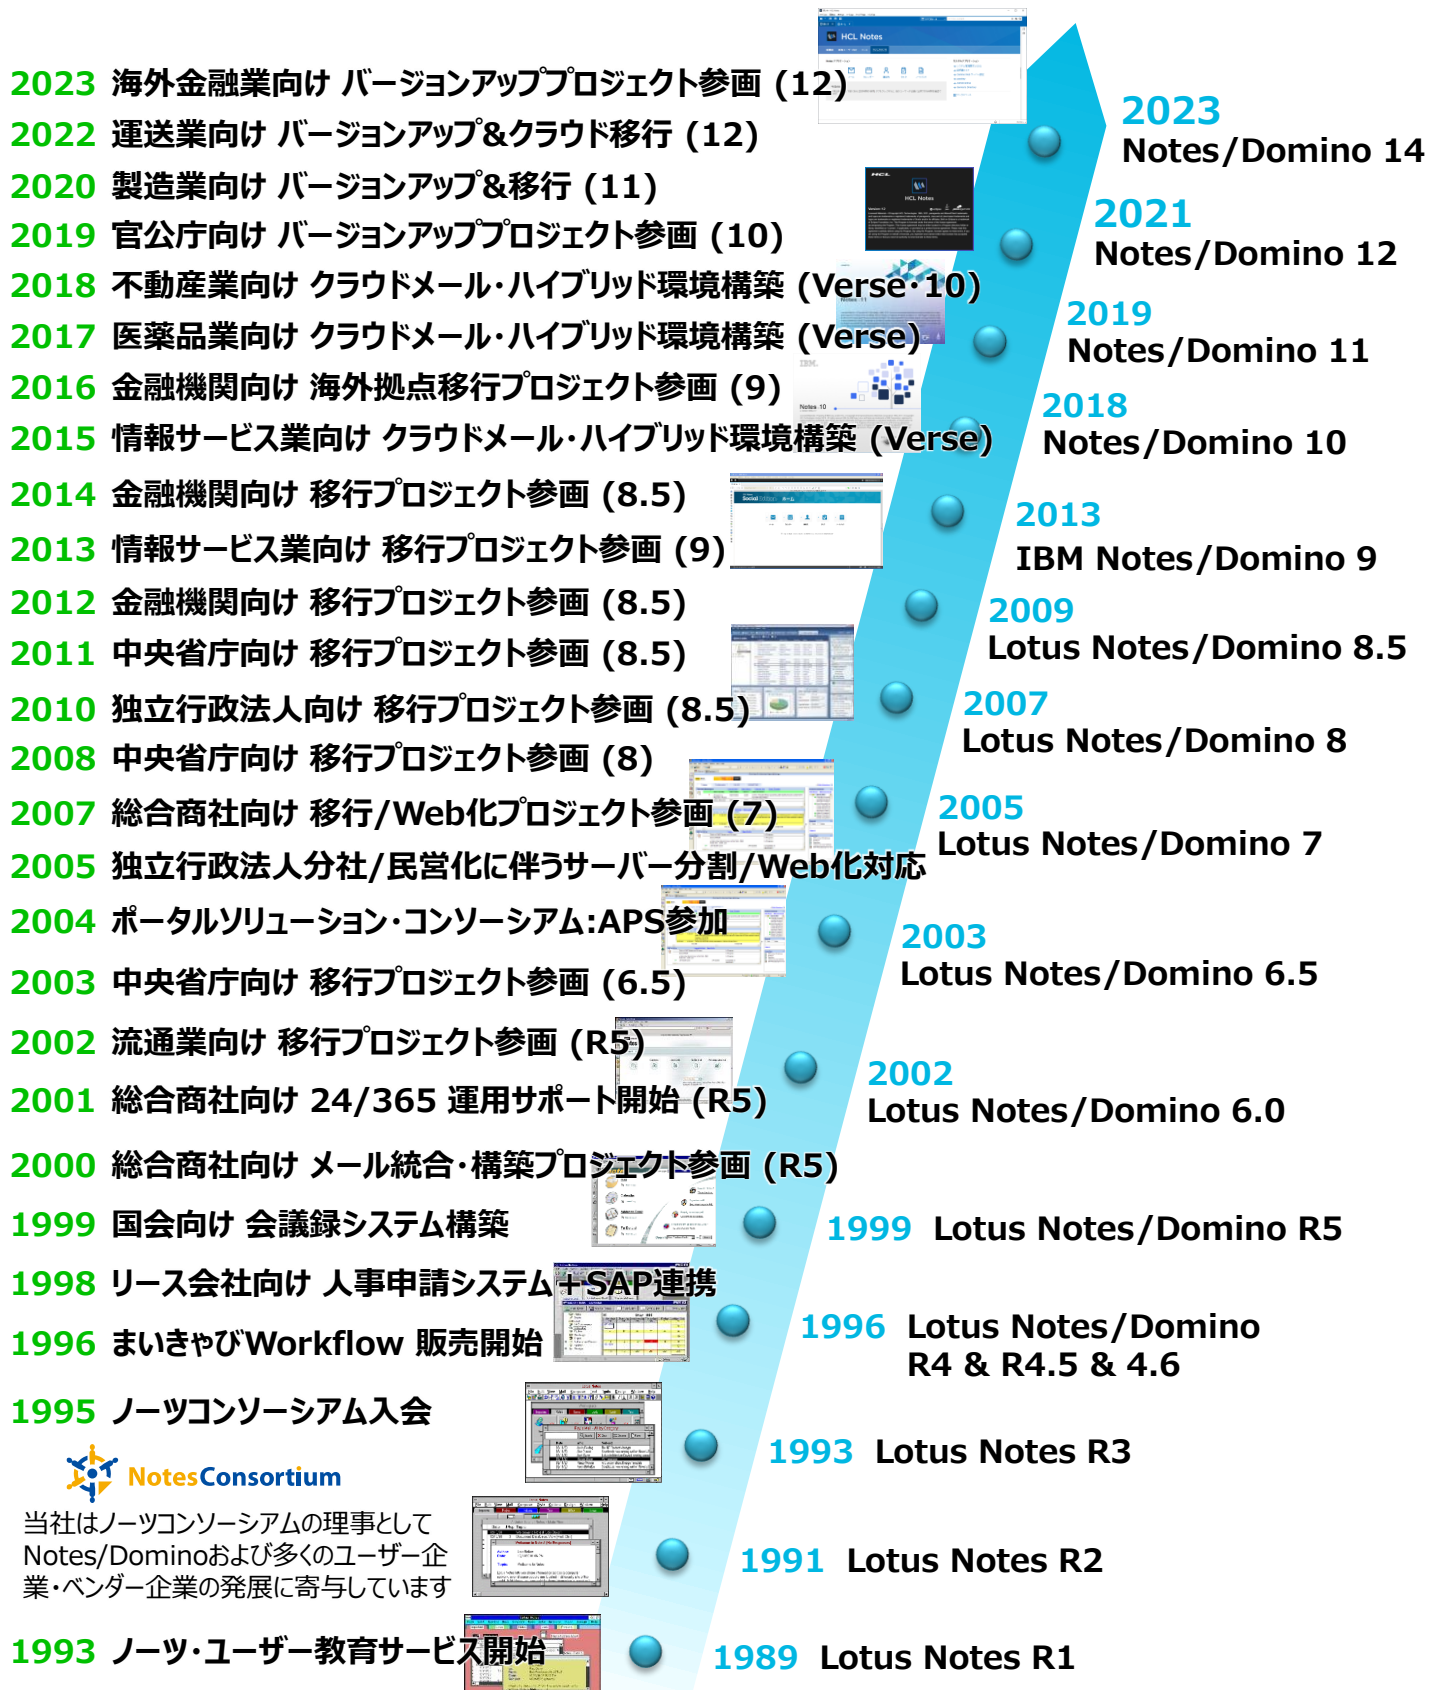 2023 海外金融業向け バージョンアッププロジェクト参画 (12)
2022 運送業向け バージョンアップ&クラウド移行 (12)
2020 製造業向け バージョンアップ&移行 (11)
2019 官公庁向け バージョンアッププロジェクト参画 (10)
2018 不動産業向け クラウドメール・ハイブリッド環境構築 (Verse・10)
2017 医薬品業向け クラウドメール・ハイブリッド環境構築 (Verse)
2016 金融機関向け 海外拠点移行プロジェクト参画 (9)
2015 情報サービス業向け クラウドメール・ハイブリッド環境構築 (Verse)
2014 金融機関向け 移行プロジェクト参画 (8.5)
2013 情報サービス業向け 移行プロジェクト参画 (9)
2012 金融機関向け 移行プロジェクト参画 (8.5)
2011 中央省庁向け 移行プロジェクト参画 (8.5)
2010 独立行政法人向け 移行プロジェクト参画 (8.5)
2008 中央省庁向け 移行プロジェクト参画 (8)
2007 総合商社向け 移行/Web化プロジェクト参画 (7)
2005 独立行政法人分社/民営化に伴うサーバー分割/Web化対応
2004 ポータルソリューション・コンソーシアム:APS参加
2003 中央省庁向け 移行プロジェクト参画 (6.5)
2002 流通業向け 移行プロジェクト参画 (R5)
2001 総合商社向け 24/365 運用サポート開始 (R5)
2000 総合商社向け メール統合・構築プロジェクト参画 (R5)
1999 国会向け 会議録システム構築
1998 リース会社向け 人事申請システム＋SAP連携
1996 まいきゃびWorkflow 販売開始
1995 ノーツコンソーシアム入会
NotesConsortium
当社はノーツコンソーシアムの理事として
Notes/Dominoおよび多くのユーザー企
業・ベンダー企業の発展に寄与しています
1993 ノーツ・ユーザー教育サービス開始
HCL Notes
HCL
HCL Notes
Notes 11
IBM
Notes 10
Social
ホーム
2023
Notes/Domino 14
2021
Notes/Domino 12
2019
Notes/Domino 11
2018
Notes/Domino 10
2013
IBM Notes/Domino 9
2009
Lotus Notes/Domino 8.5
2007
Lotus Notes/Domino 8
2005
Lotus Notes/Domino 7
2003
Lotus Notes/Domino 6.5
2002
Lotus Notes/Domino 6.0
1999 Lotus Notes/Domino R5
1996 Lotus Notes/Domino
R4 & R4.5 & 4.6
1993 Lotus Notes R3
1991 Lotus Notes R2
1989 Lotus Notes R1